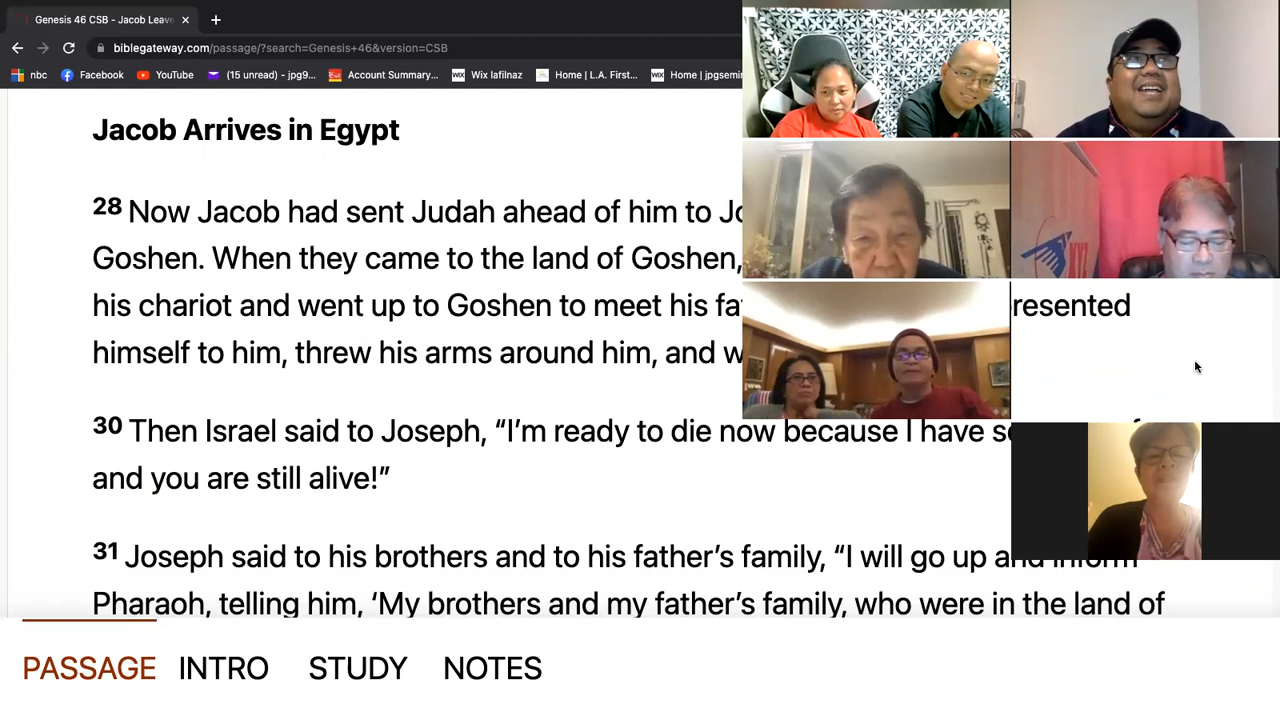 Genesis 46 CSB - Jacob Leave
biblegateway.com/passage/?search=Genesis+46&version=CSB
nbc Facebook YouTube (15 unread) - jpg9... Account Summary... Wix lafilnaz Home | L.A. First... Home | jpgsemi
Jacob Arrives in Egypt
28 Now Jacob had sent Judah ahead of him to Jo
Goshen. When they came to the land of Goshen,
his chariot and went up to Goshen to meet his fa presented
himself to him, threw his arms around him, and w
30 Then Israel said to Joseph, “I’m ready to die now because I have s
and you are still alive!”
31 Joseph said to his brothers and to his father’s family, “I will go up and inform
Pharaoh, telling him, ‘My brothers and my father’s family, who were in the land of
PASSAGE INTRO STUDY NOTES